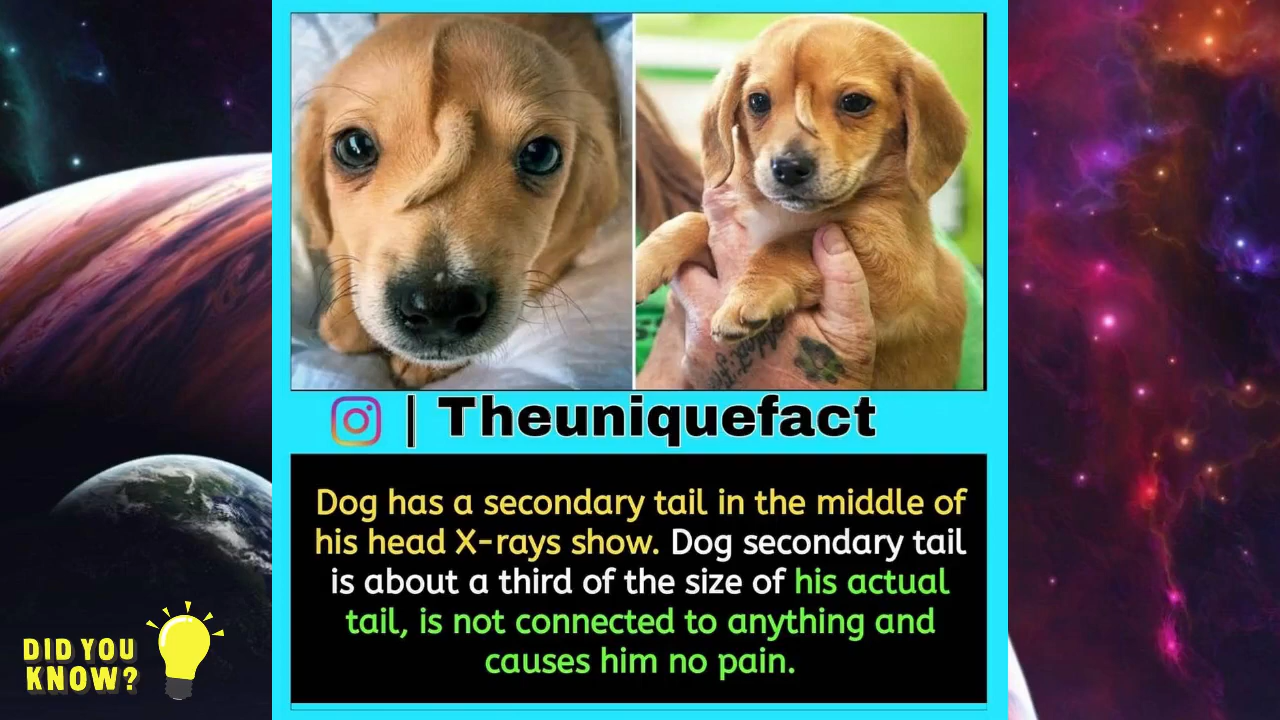 | Theuniquefact
Dog has a secondary tail in the middle of
his head X-rays show. Dog secondary tail
is about a third of the size of his actual
tail, is not connected to anything and
causes him no pain.
DID YOU
KNOW?